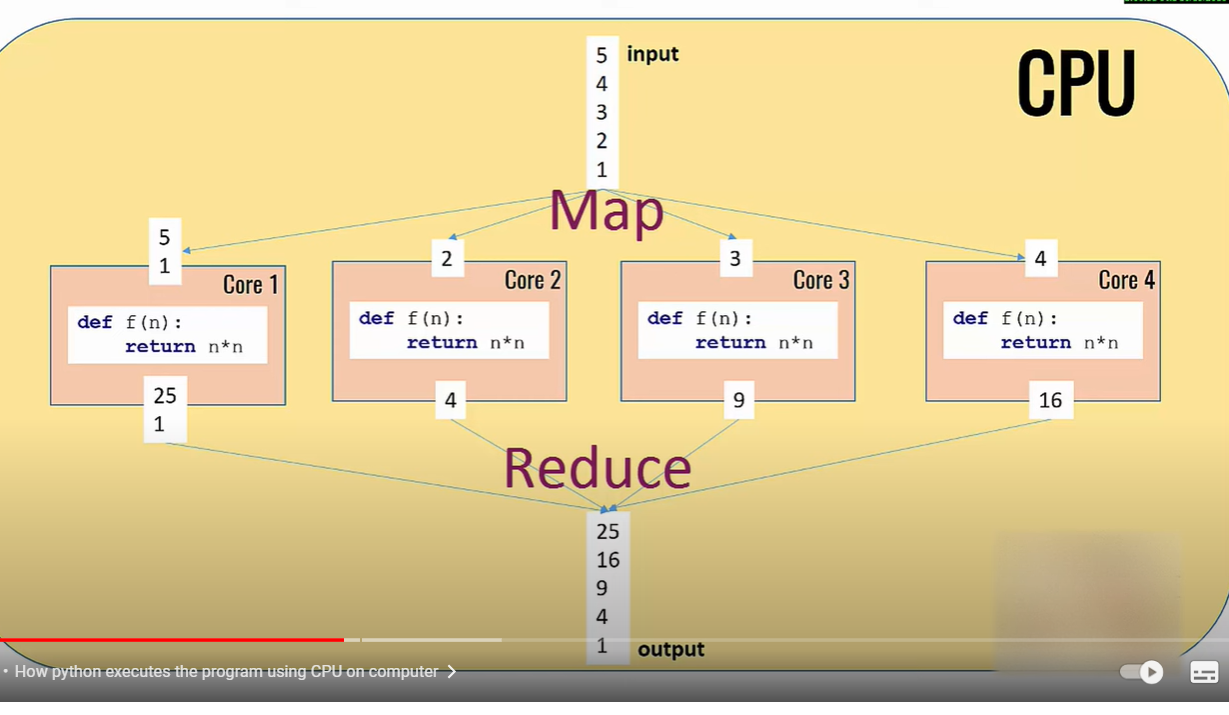 CPU
5 input
4
3
2
1
Map
5
1
2
3
4
Core 1
def f(n):
return n*n
25
1
Core 2
def f(n):
return n*n
4
Core 3
def f(n):
return n*n
9
Core 4
def f(n):
return n*n
16
Reduce
25
16
9
4
1 output
• How python executes the program using CPU on computer